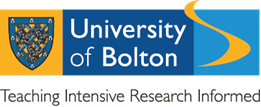 University
of Bolton
Teaching Intensive Research Informed